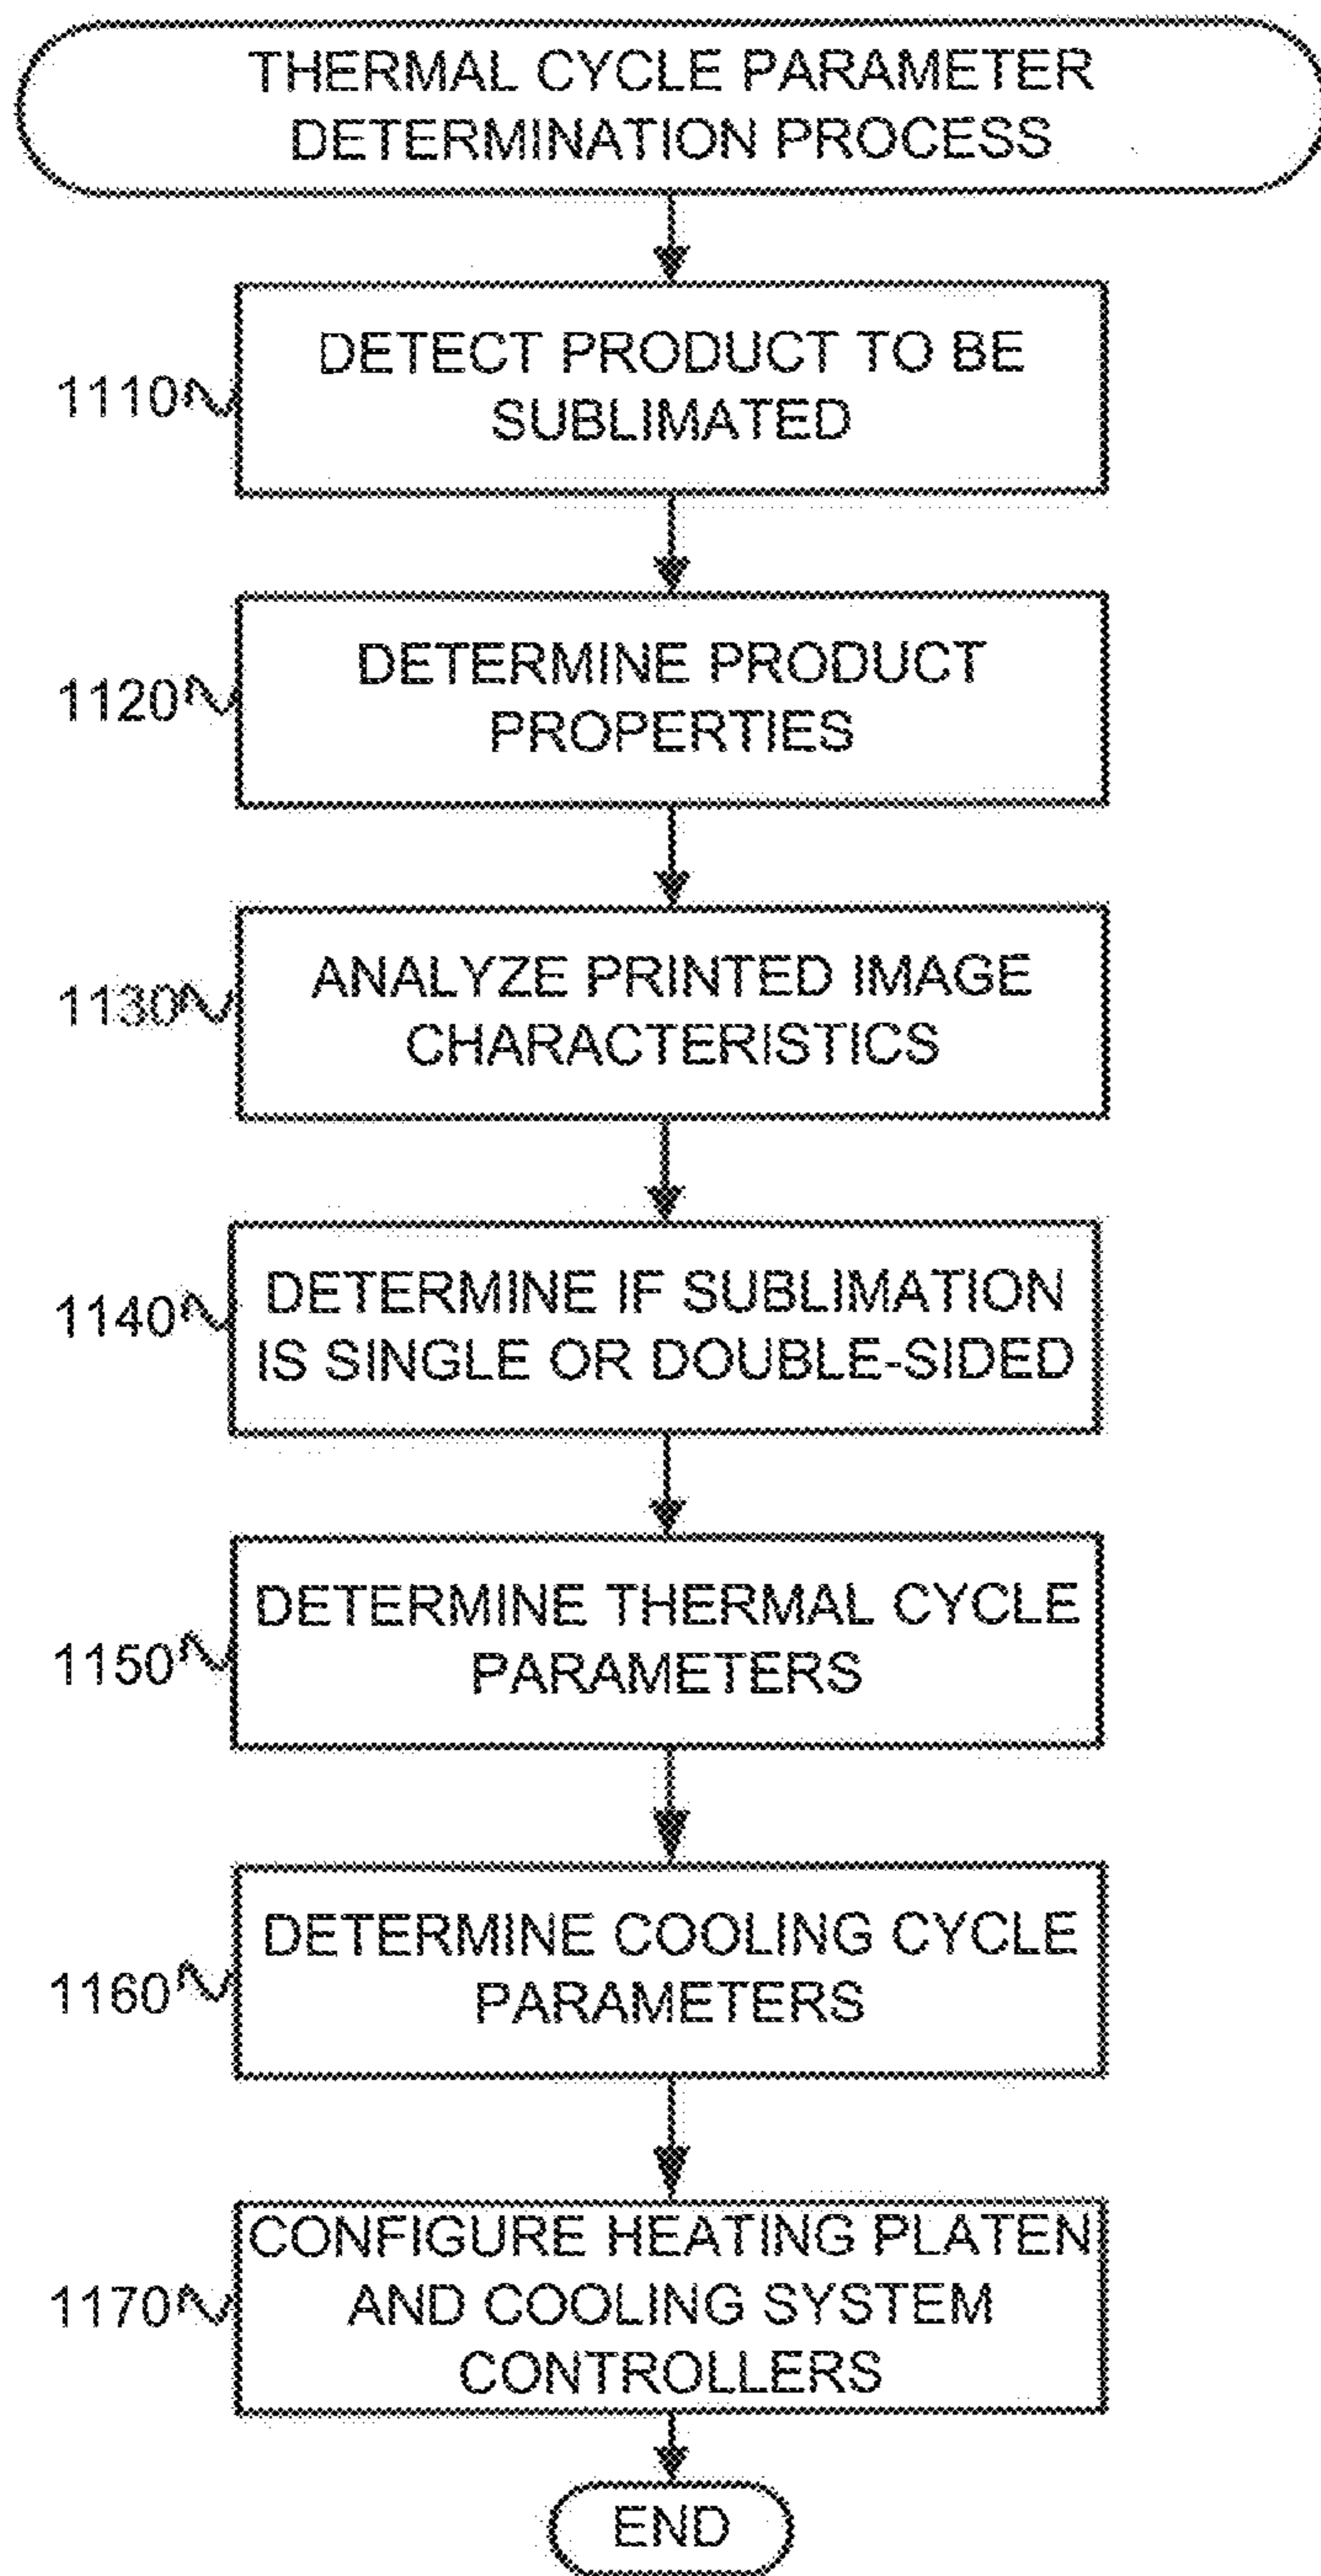 THERMAL CYCLE PARAMETER
DETERMINATION PROCESS
DETECT PRODUCT TO BE
SUBLIMATED
1110
DETERMINE PRODUCT
PROPERTIES
1120
ANALYZE PRINTED IMAGE
CHARACTERISTICS
1130
DETERMINE IF SUBLIMATION
IS SINGLE OR DOUBLE-SIDED
1140
DETERMINE THERMAL CYCLE
PARAMETERS
1150
DETERMINE COOLING CYCLE
PARAMETERS
1160
CONFIGURE HEATING PLATEN
AND COOLING SYSTEM
CONTROLLERS
1170
END